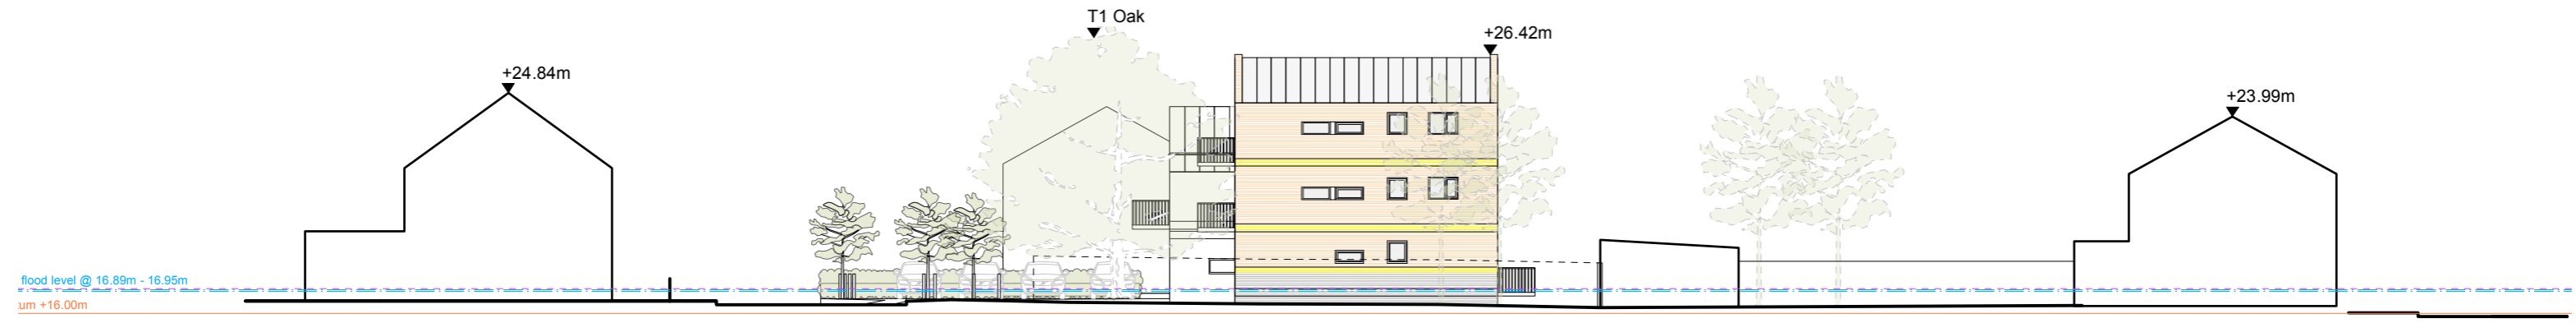 T1 Oak
+26.42m
+24.84m
+23.99m
flood level @ 16.89m - 16.95m
um +16.00m